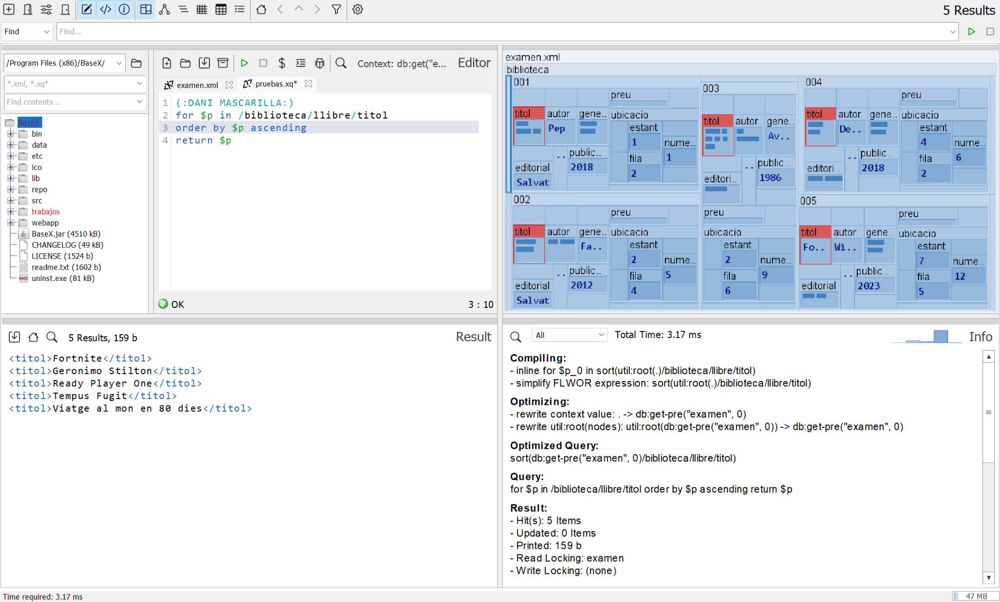 5 Results
Find
Find...
/Program Files (x86)/BaseX/
*.xml, *.xq*
Find contents...
BaseX
bin
data
etc
ico
lib
repo
src
trabajos
webapp
BaseX.jar (4510 kB)
CHANGELOG (49 kB)
LICENSE (1524 b)
readme.txt (1602 b)
uninst.exe (81 kB)
Context: db:get("e...
Editor
examen.xml
pruebas.xq*
1 (:DANI MASCARILLA:)
2 for $p in /biblioteca/llibre/titol
3 order by $p ascending
4 return $p
OK
3 : 10
examen.xml
biblioteca
001
preu
titol autor gene.. ubicacio
Pep
estant
1
nume..
1
fila
2
editorial
Salvat
..
public..
2018
002
preu
titol autor gene.. ubicacio
Fa..
estant
2
nume..
5
fila
4
editorial
Salvat
..
public..
2012
003
titol autor gene..
Av..
editori..
..
public..
1986
preu
ubicacio
estant
2
nume..
9
fila
6
004
preu
titol autor gene.. ubicacio
De..
estant
4
nume..
6
fila
2
editori..
..
public..
2018
005
preu
titol autor gene.. ubicacio
Fo.. Wi..
estant
7
nume..
12
fila
5
editorial
..
public..
2023
5 Results, 159 b
Result
<titol>Fortnite</titol>
<titol>Geronimo Stilton</titol>
<titol>Ready Player One</titol>
<titol>Tempus Fugit</titol>
<titol>Viatge al mon en 80 dies</titol>
All
Total Time: 3.17 ms
Info
Compiling:
- inline for $p_0 in sort(util:root(.)/biblioteca/llibre/titol)
- simplify FLWOR expression: sort(util:root(.)/biblioteca/llibre/titol)
Optimizing:
- rewrite context value: . -> db:get-pre("examen", 0)
- rewrite util:root(nodes): util:root(db:get-pre("examen", 0)) -> db:get-pre("examen", 0)
Optimized Query:
sort(db:get-pre("examen", 0)/biblioteca/llibre/titol)
Query:
for $p in /biblioteca/llibre/titol order by $p ascending return $p
Result:
- Hit(s): 5 Items
- Updated: 0 Items
- Printed: 159 b
- Read Locking: examen
- Write Locking: (none)
Time required: 3.17 ms
47 MB